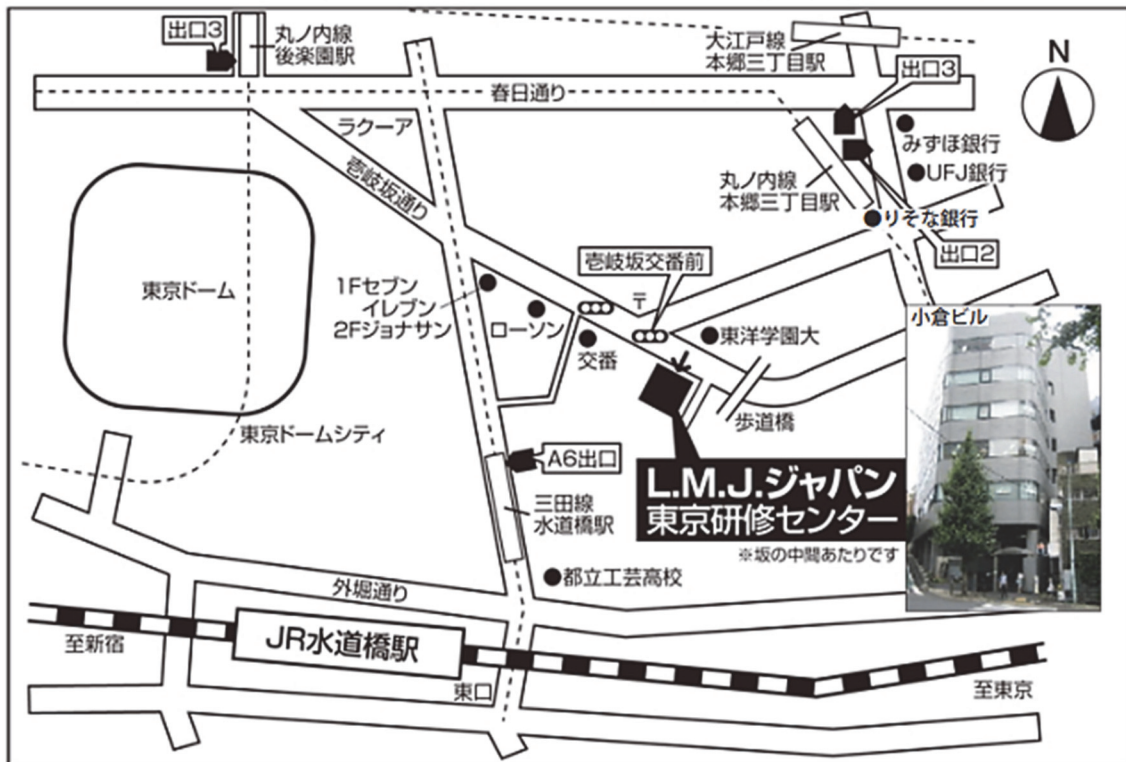 出口3
丸ノ内線
後楽園駅
大江戸線
本郷三丁目駅
出口3
N
春日通り
ラクーア
壱岐坂通り
みずほ銀行
UFJ銀行
丸ノ内線
本郷三丁目駅
りそな銀行
出口2
東京ドーム
1Fセブン
イレブン
2Fジョナサン
ローソン
壱岐坂交番前
〒
交番
東洋学園大
小倉ビル
歩道橋
東京ドームシティ
A6出口
三田線
水道橋駅
L.M.J.ジャパン
東京研修センター
※坂の中間あたりです
都立工芸高校
外堀通り
JR水道橋駅
至新宿
東口
至東京